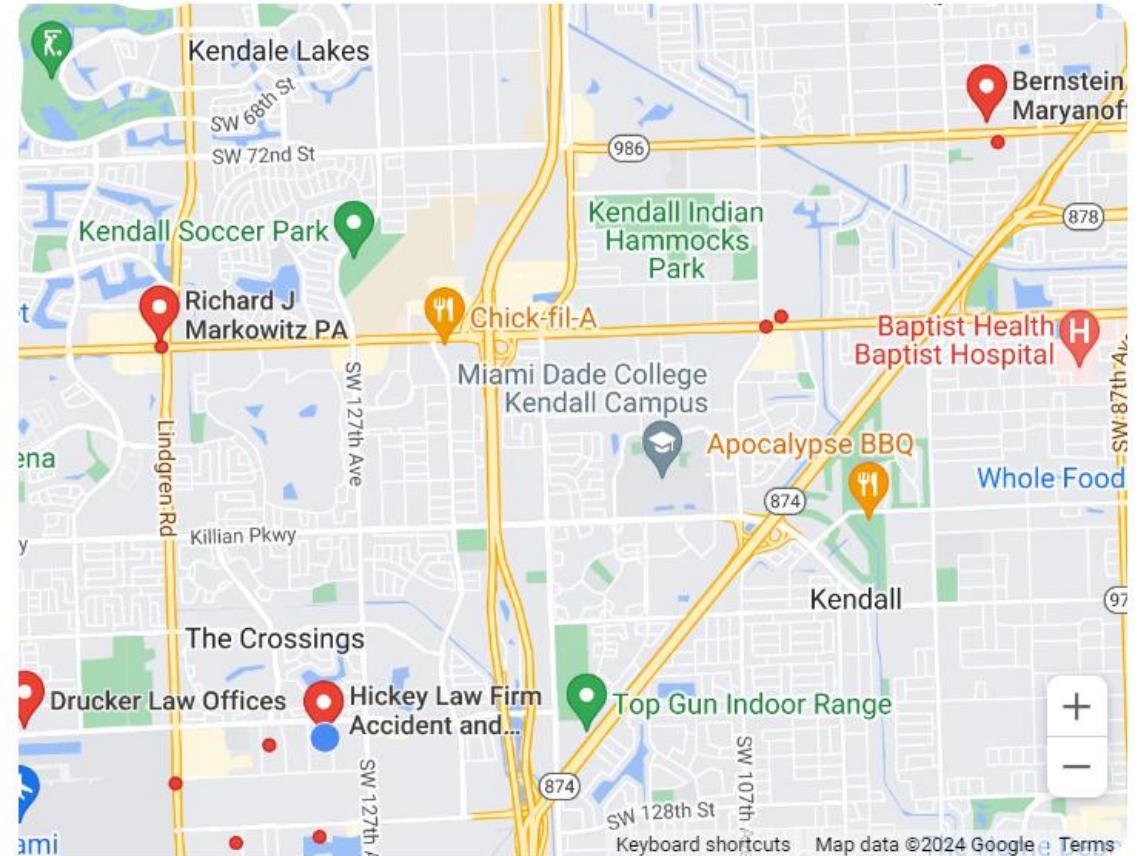 Kendale Lakes
Bernstein
Maryanof
SW 68th St
986
SW 72nd St
Kendall Indian
Hammocks
Park
878
Kendall Soccer Park
Richard J
Markowitz PA
Chick-fil-A
Baptist Health
Baptist Hospital
H
SW 127th Ave
Miami Dade College
Kendall Campus
SW 87th Av
Lindgren Rd
ena
Apocalypse BBQ
Whole Food
874
Killian Pkwy
y
Kendall
97
The Crossings
Drucker Law Offices
Hickey Law Firm
Accident and...
Top Gun Indoor Range
+
−
SW 127th A
874
SW 107th A
SW 128th St
ami
Keyboard shortcuts Map data ©2024 Google Terms